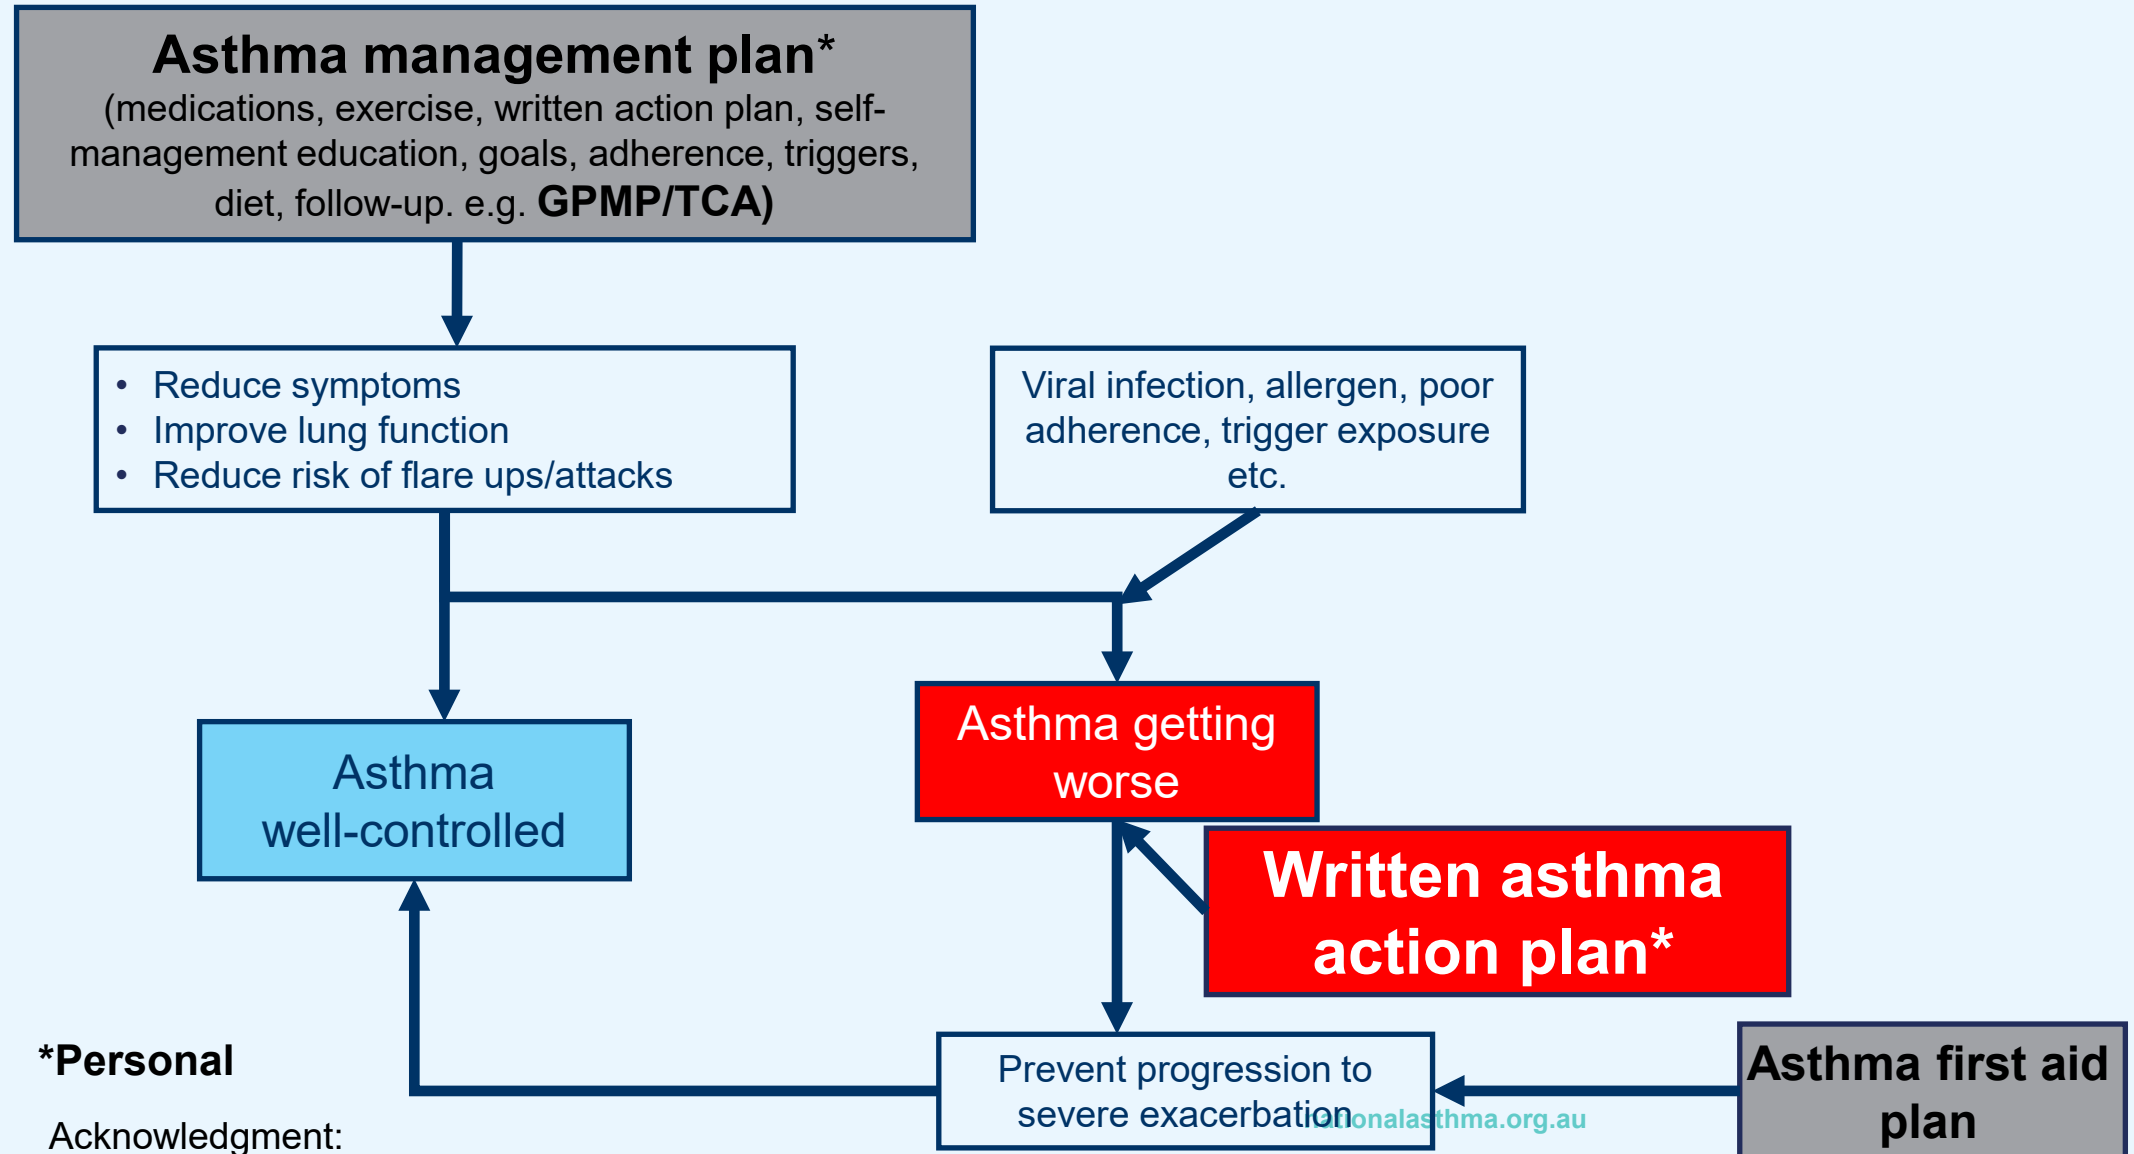 Asthma management plan*
(medications, exercise, written action plan, self-
management education, goals, adherence, triggers,
diet, follow-up. e.g. GPMP/TCA)
• Reduce symptoms
• Improve lung function
• Reduce risk of flare ups/attacks
Viral infection, allergen, poor
adherence, trigger exposure
etc.
Asthma getting
worse
Asthma
well-controlled
Written asthma
action plan*
Prevent progression to
severe exacerbation
nationalasthma.org.au
Asthma first aid
plan
*Personal
Acknowledgment: